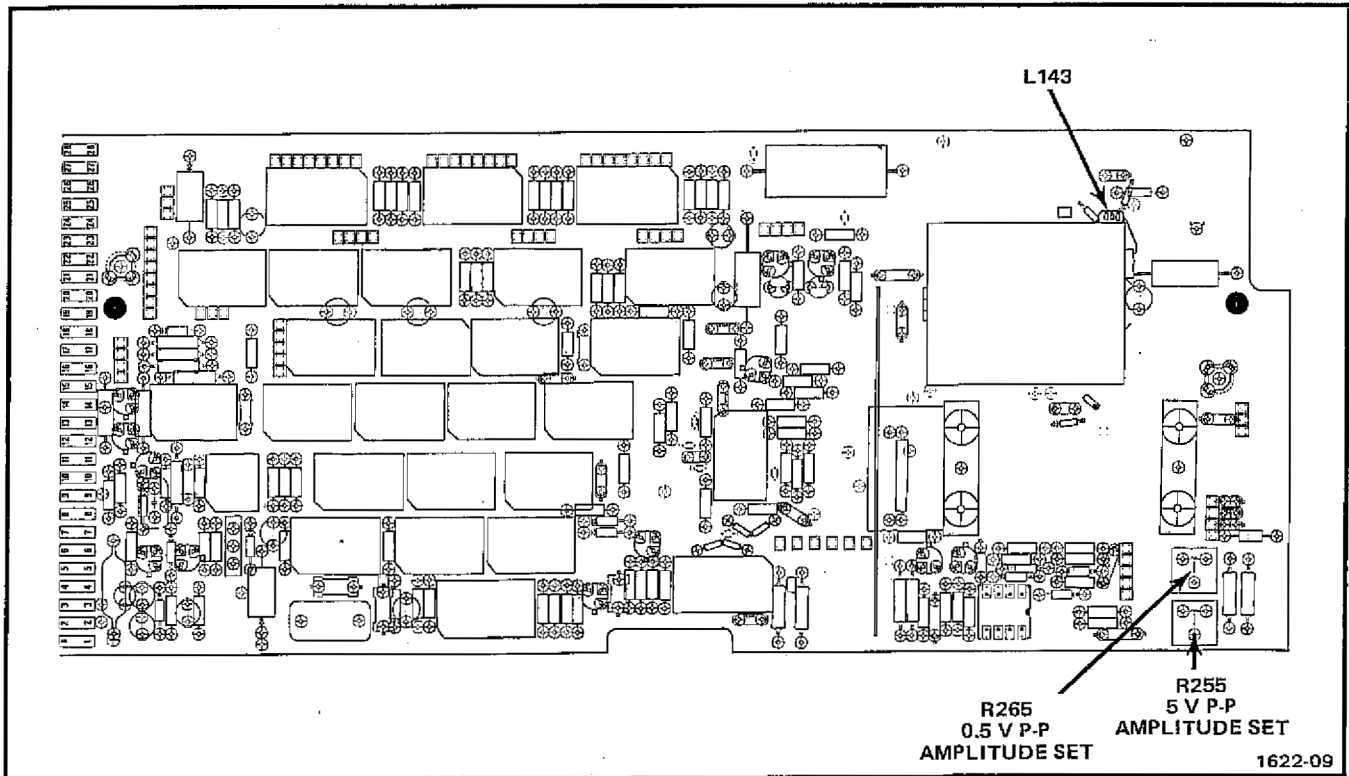 L143
R265
0.5 V P-P
AMPLITUDE SET
R255
5 V P-P
AMPLITUDE SET
1622-09